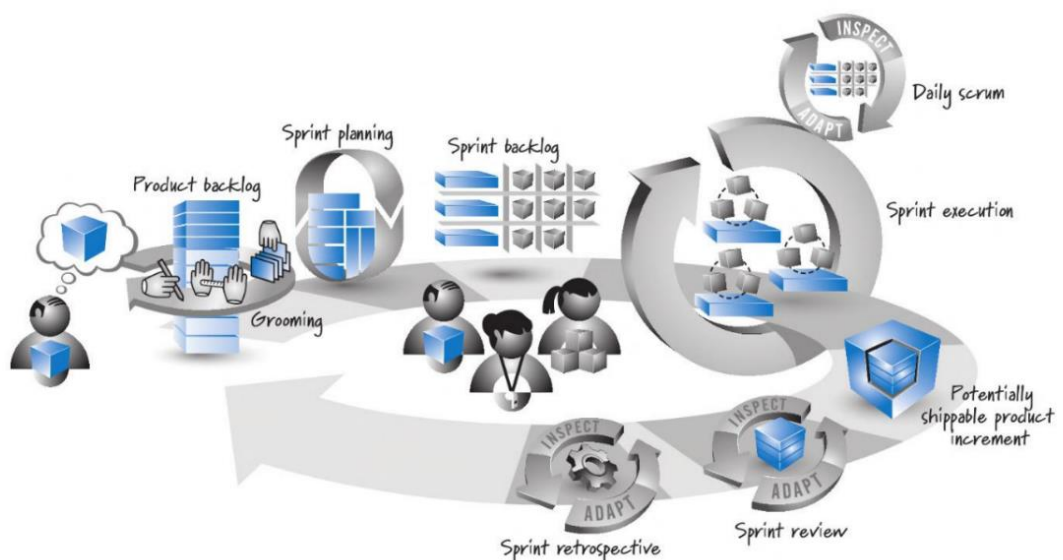 INSPECT
ADAPT
Daily scrum
Sprint planning
Sprint backlog
Product backlog
Sprint execution
Grooming
Potentially
shippable product
increment
INSPECT
ADAPT
Sprint review
INSPECT
ADAPT
Sprint retrospective